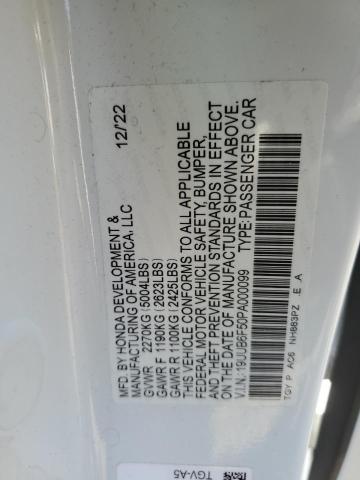 MFD. BY HONDA DEVELOPMENT & 12/22
MANUFACTURING OF AMERICA, LLC
GVWR 2270KG (5004LBS)
GAWR F 1190KG (2623LBS)
GAWR R 1100KG (2425LBS)
THIS VEHICLE CONFORMS TO ALL APPLICABLE
FEDERAL MOTOR VEHICLE SAFETY, BUMPER,
AND THEFT PREVENTION STANDARDS IN EFFECT
ON THE DATE OF MANUFACTURE SHOWN ABOVE.
V.I.N.:19UUB6F50PA000099 TYPE:PASSENGER CAR
TGY P AC6 NH883PZ E A
TGV-A5